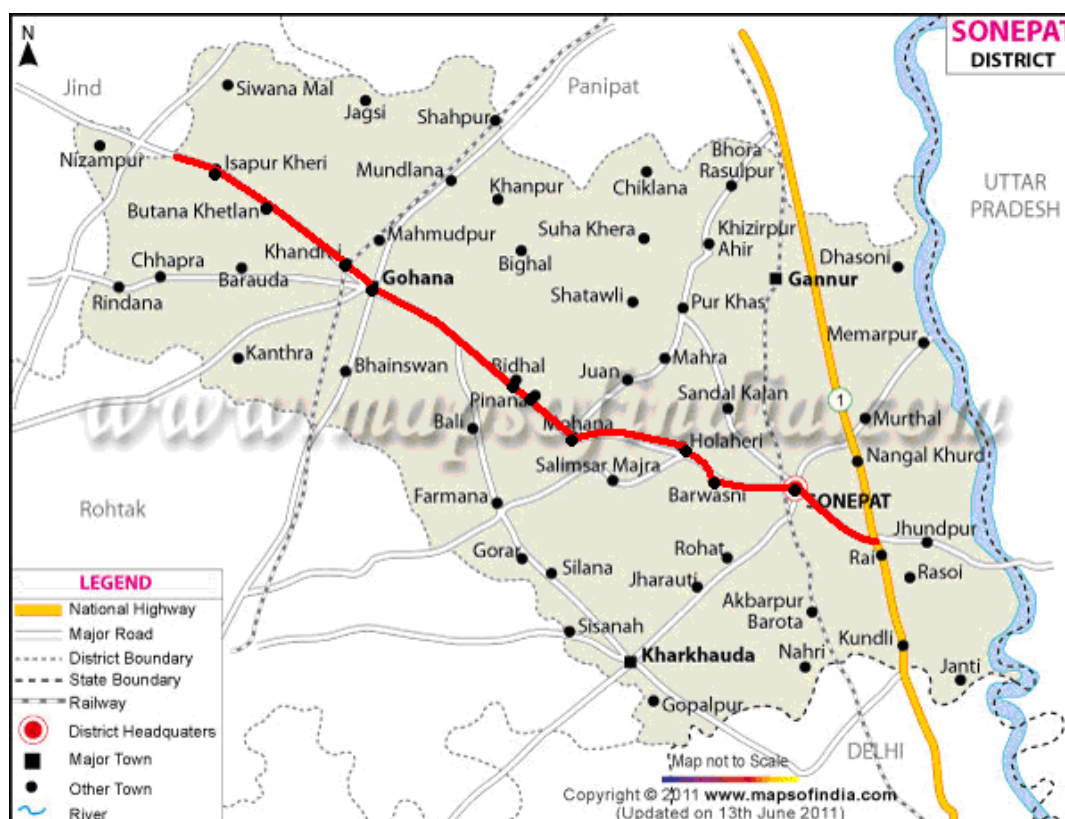 SONEPAT
DISTRICT
N
Jind
Siwana Mal
Jagsi
Panipat
Shahpur
Nizampur
Isapur Kheri
Mundlana
Khanpur
Chiklana
Bhora
Rasulpur
UTTAR
PRADESH
Butana Khetlan
Mahmudpur
Suha Khera
Khizirpur
Ahir
Khandrai
Bighal
Dhasoni
Chhapra
Barauda
Gohana
Gannur
Rindana
Shatawli
Pur Khas
Memarpur
Kanthra
Bhainswan
Ridhal
Juan
Mahra
Pinana
Sandal Kalan
1
www.mapsofindia.com
Bali
Mohana
Holaheri
Murthal
Salimsar Majra
Nangal Khurd
Farmana
Barwasni
SONEPAT
Rohtak
Jhundpur
Gorar
Rohat
Rai
Silana
Jharauti
Rasoi
Akbarpur
Barota
Sisanah
Kundli
Kharkhauda
Nahri
Janti
Gopalpur
DELHI
LEGEND
National Highway
Major Road
District Boundary
State Boundary
Railway
District Headquaters
Major Town
Other Town
River
Map not to Scale
Copyright © 2011 www.mapsofindia.com
(Updated on 13th June 2011)